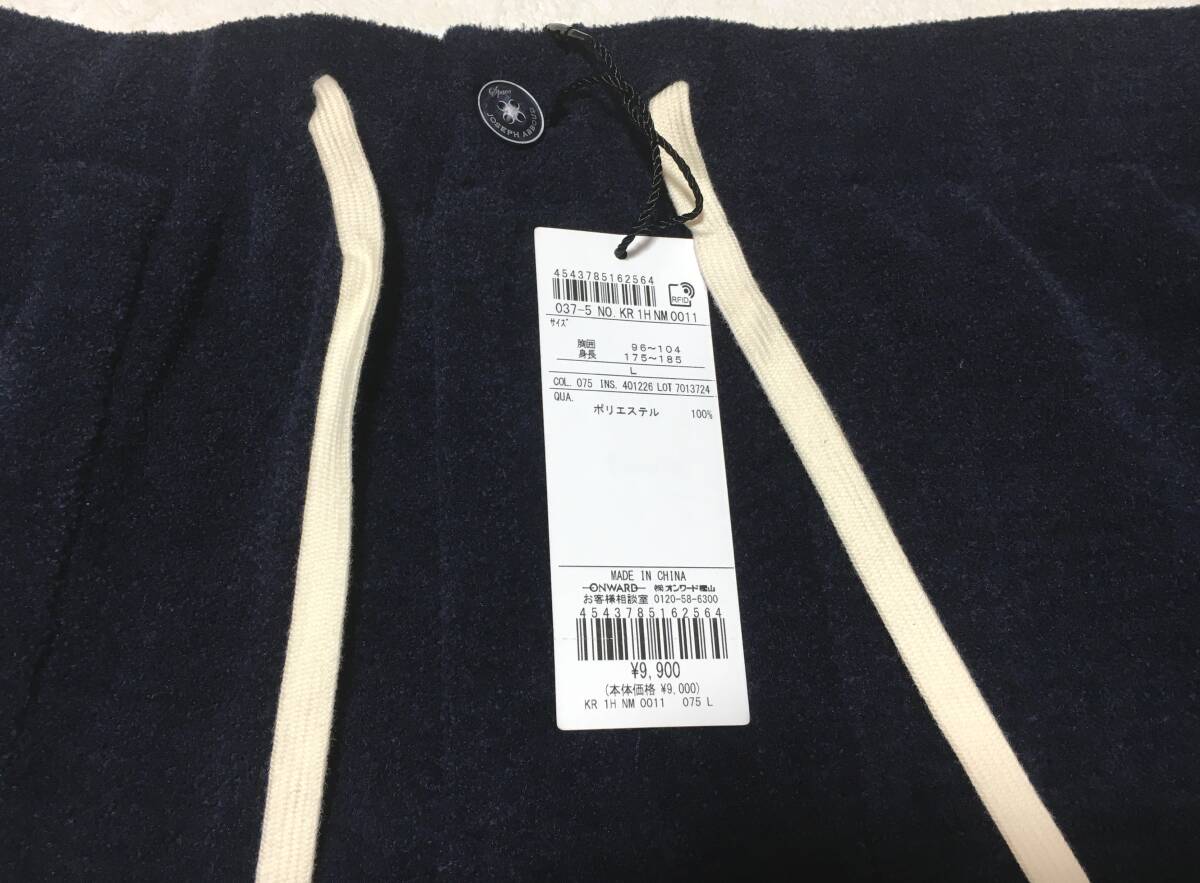 Space
JOSEPH ABBOUD
4543785162564
RFID
037-5 NO. KR 1H NM 0011
サイズ
胸囲 96~104
身長 175~185
L
COL. 075 INS. 401226 LOT 7013724
QUA.
ポリエステル 100%
MADE IN CHINA
ONWARD ㈱オンワード樫山
お客様相談室 0120-58-6300
4543785162564
¥9,900
(本体価格 ¥9,000)
KR 1H NM 0011 075 L